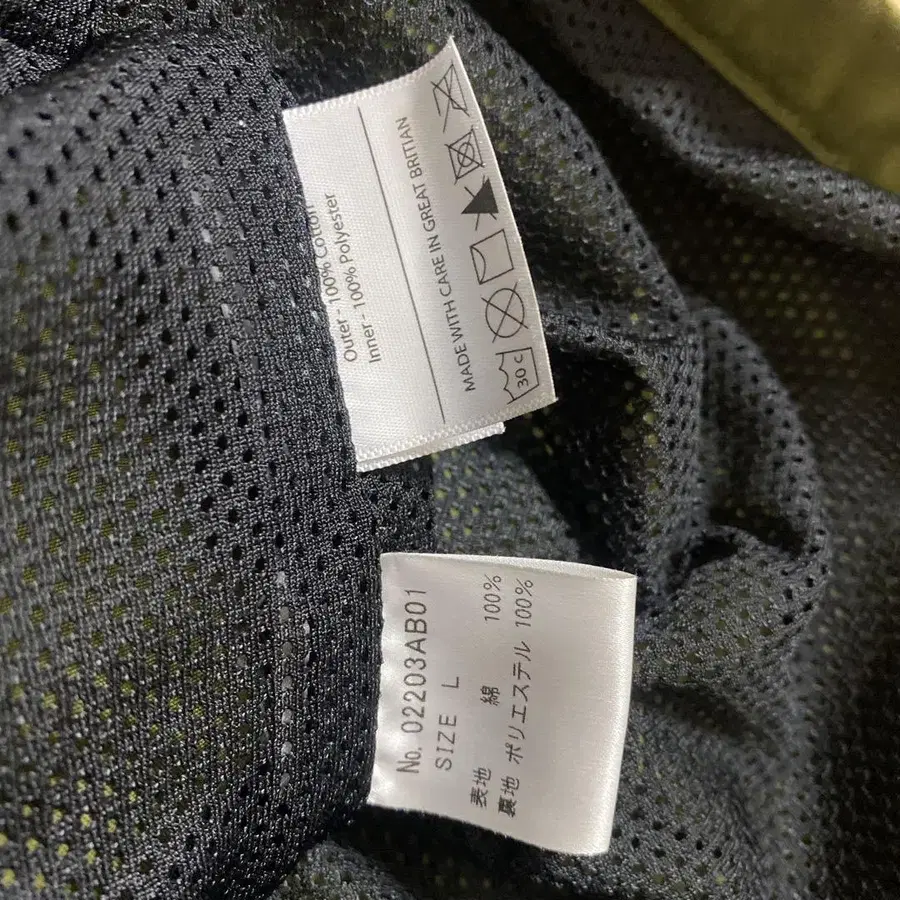 Outer - 100% Cotton
Inner - 100% Polyester
MADE WITH CARE IN GREAT BRITIAN
30 C
No. 02203AB01
SIZE L
表地 綿 100%
裏地 ポリエステル 100%